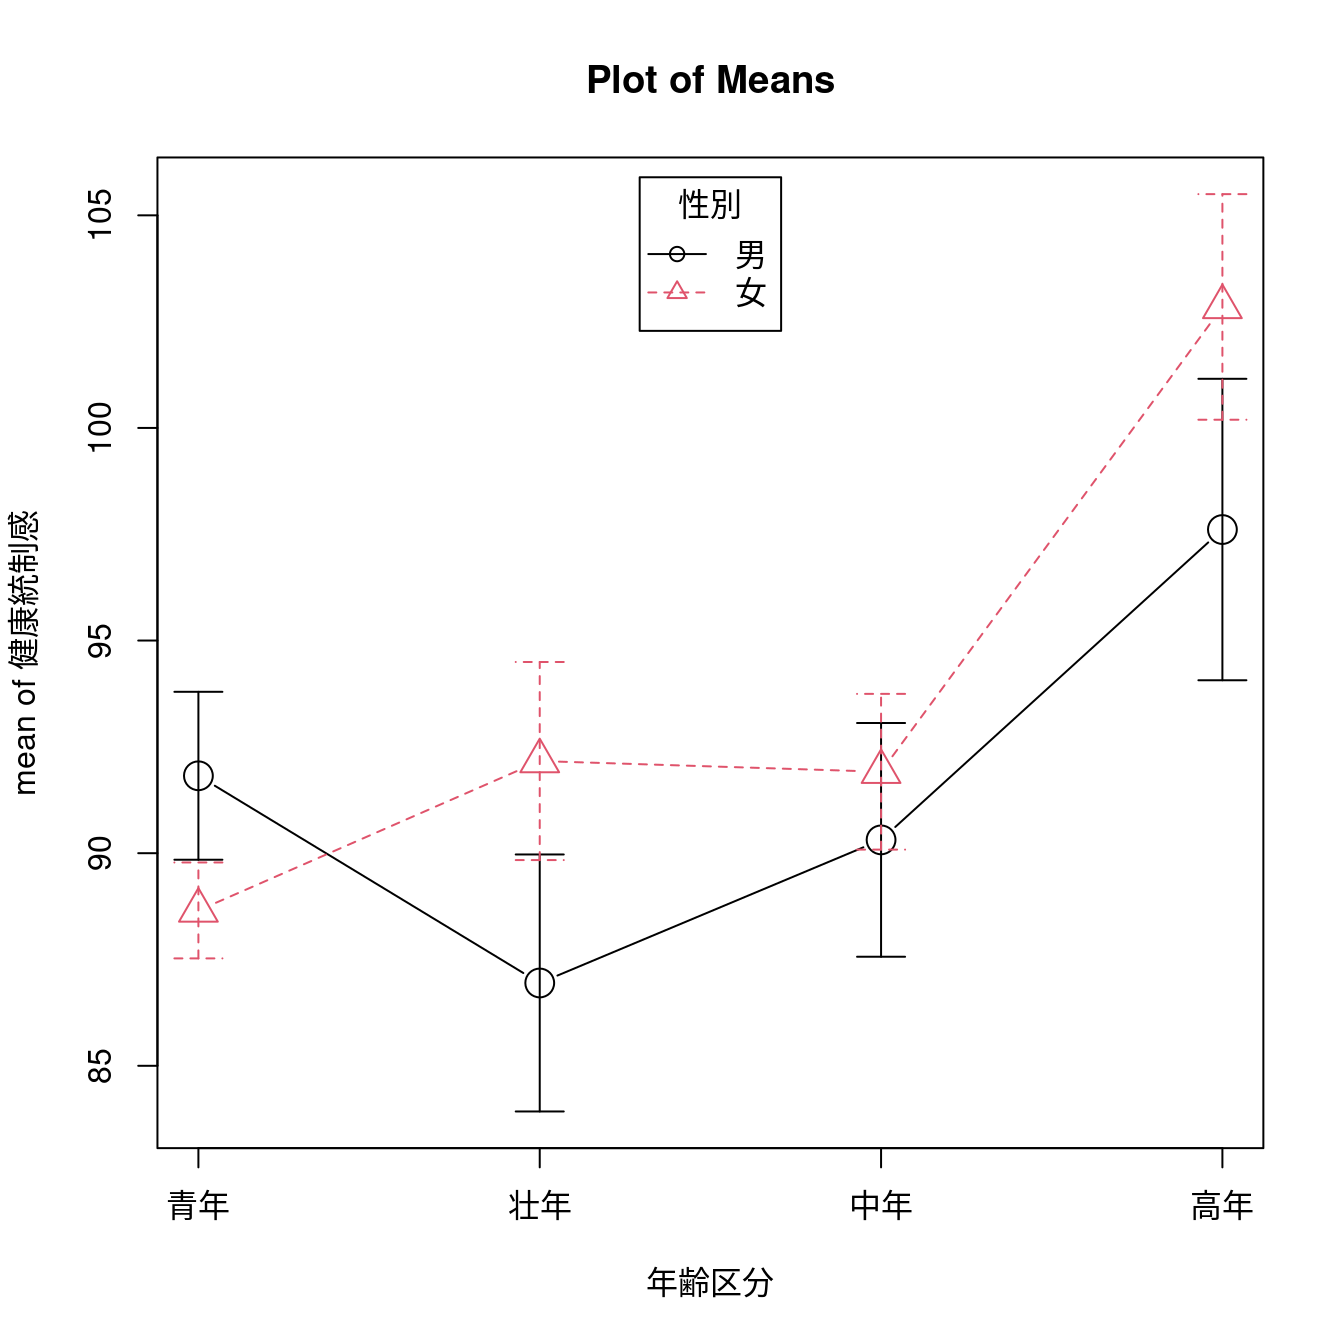 Plot of Means
性別
男
女
105
100
95
90
85
mean of 健康統制感
青年 壮年 中年 高年
年齢区分